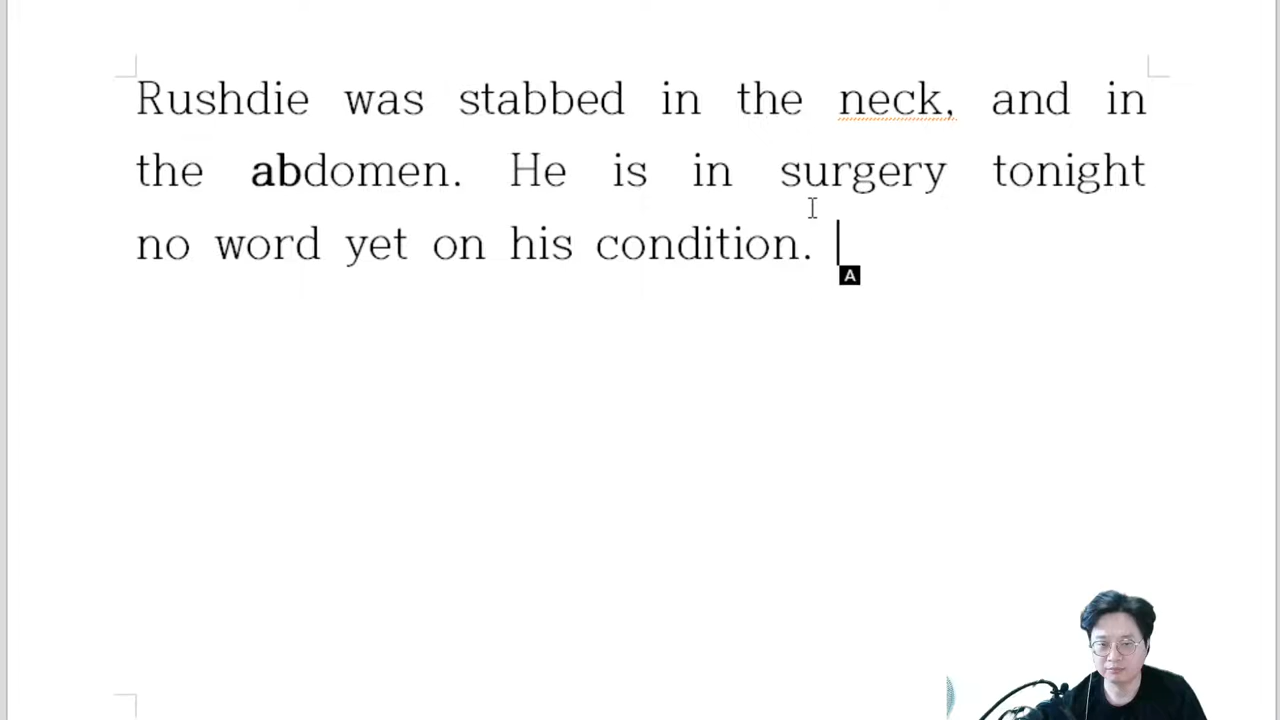 Rushdie was stabbed in the neck, and in
the abdomen. He is in surgery tonight
no word yet on his condition.
A